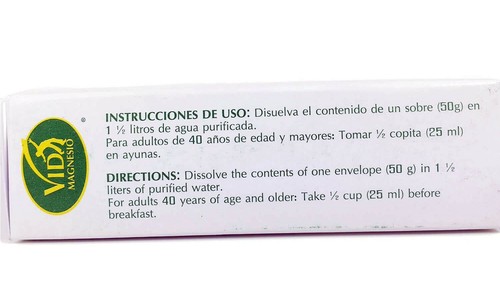 INSTRUCCIONES DE USO: Disuelva el contenido de un sobre (50g) en
1 ½ litros de agua purificada.
Para adultos de 40 años de edad y mayores: Tomar ½ copita (25 ml)
en ayunas.
VIDA
MAGNESIO
®
DIRECTIONS: Dissolve the contents of one envelope (50 g) in 1 ½
liters of purified water.
For adults 40 years of age and older: Take ½ cup (25 ml) before
breakfast.